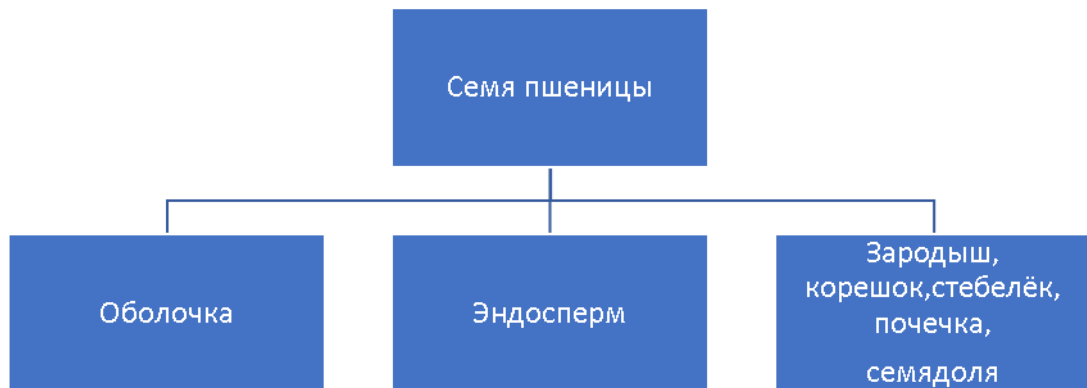 Семя пшеницы
Оболочка
Эндосперм
Зародыш,
корешок,стебелёк,
почечка,
семядоля